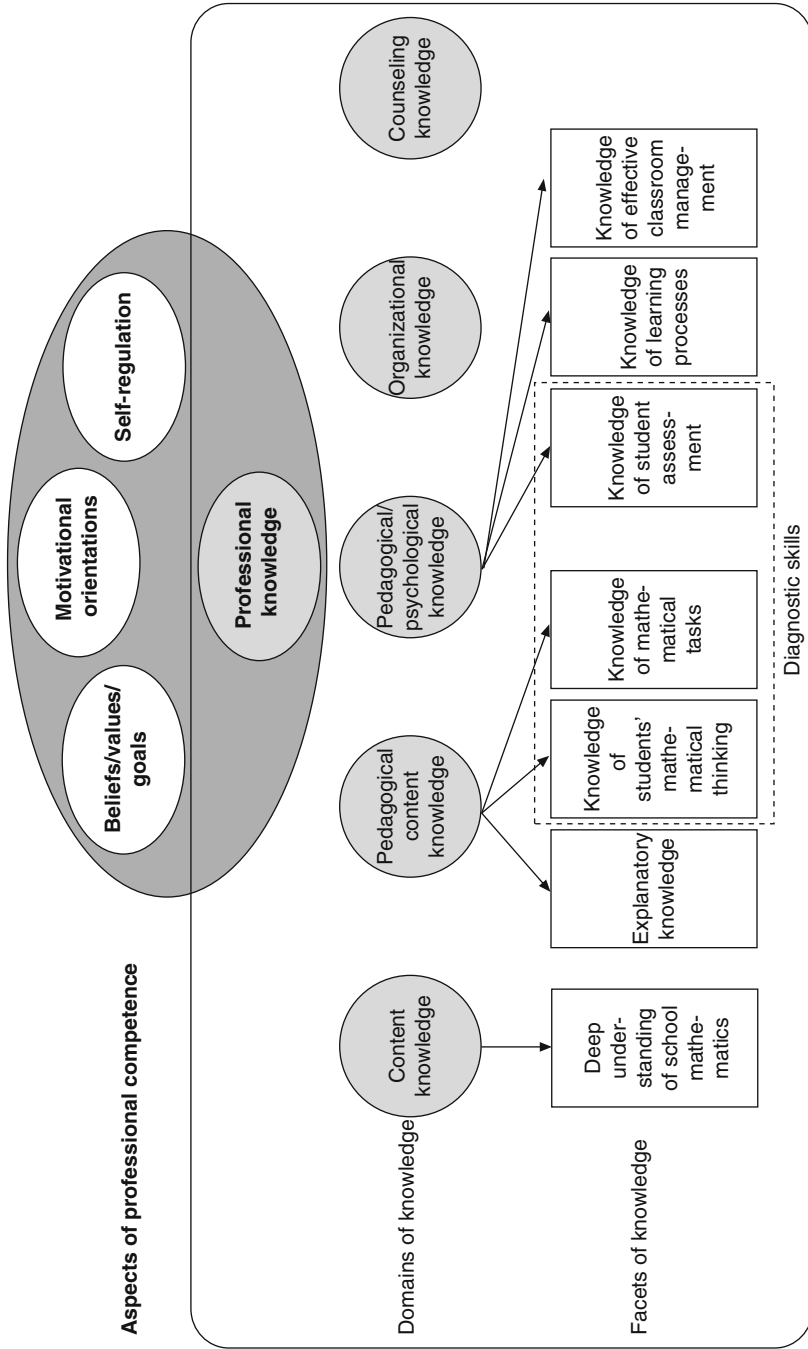 Aspects of professional competence
Beliefs/values/
goals
Motivational
orientations
Self-regulation
Professional
knowledge
Domains of knowledge
Content
knowledge
Pedagogical
content
knowledge
Pedagogical/
psychological
knowledge
Organizational
knowledge
Counseling
knowledge
Facets of knowledge
Deep
under-
standing
of school
mathe-
matics
Explanatory
knowledge
Knowledge
of
students’
mathe-
matical
thinking
Knowledge
of mathe-
matical
tasks
Knowledge
of student
assess-
ment
Knowledge
of learning
processes
Knowledge
of effective
classroom
manage-
ment
Diagnostic skills